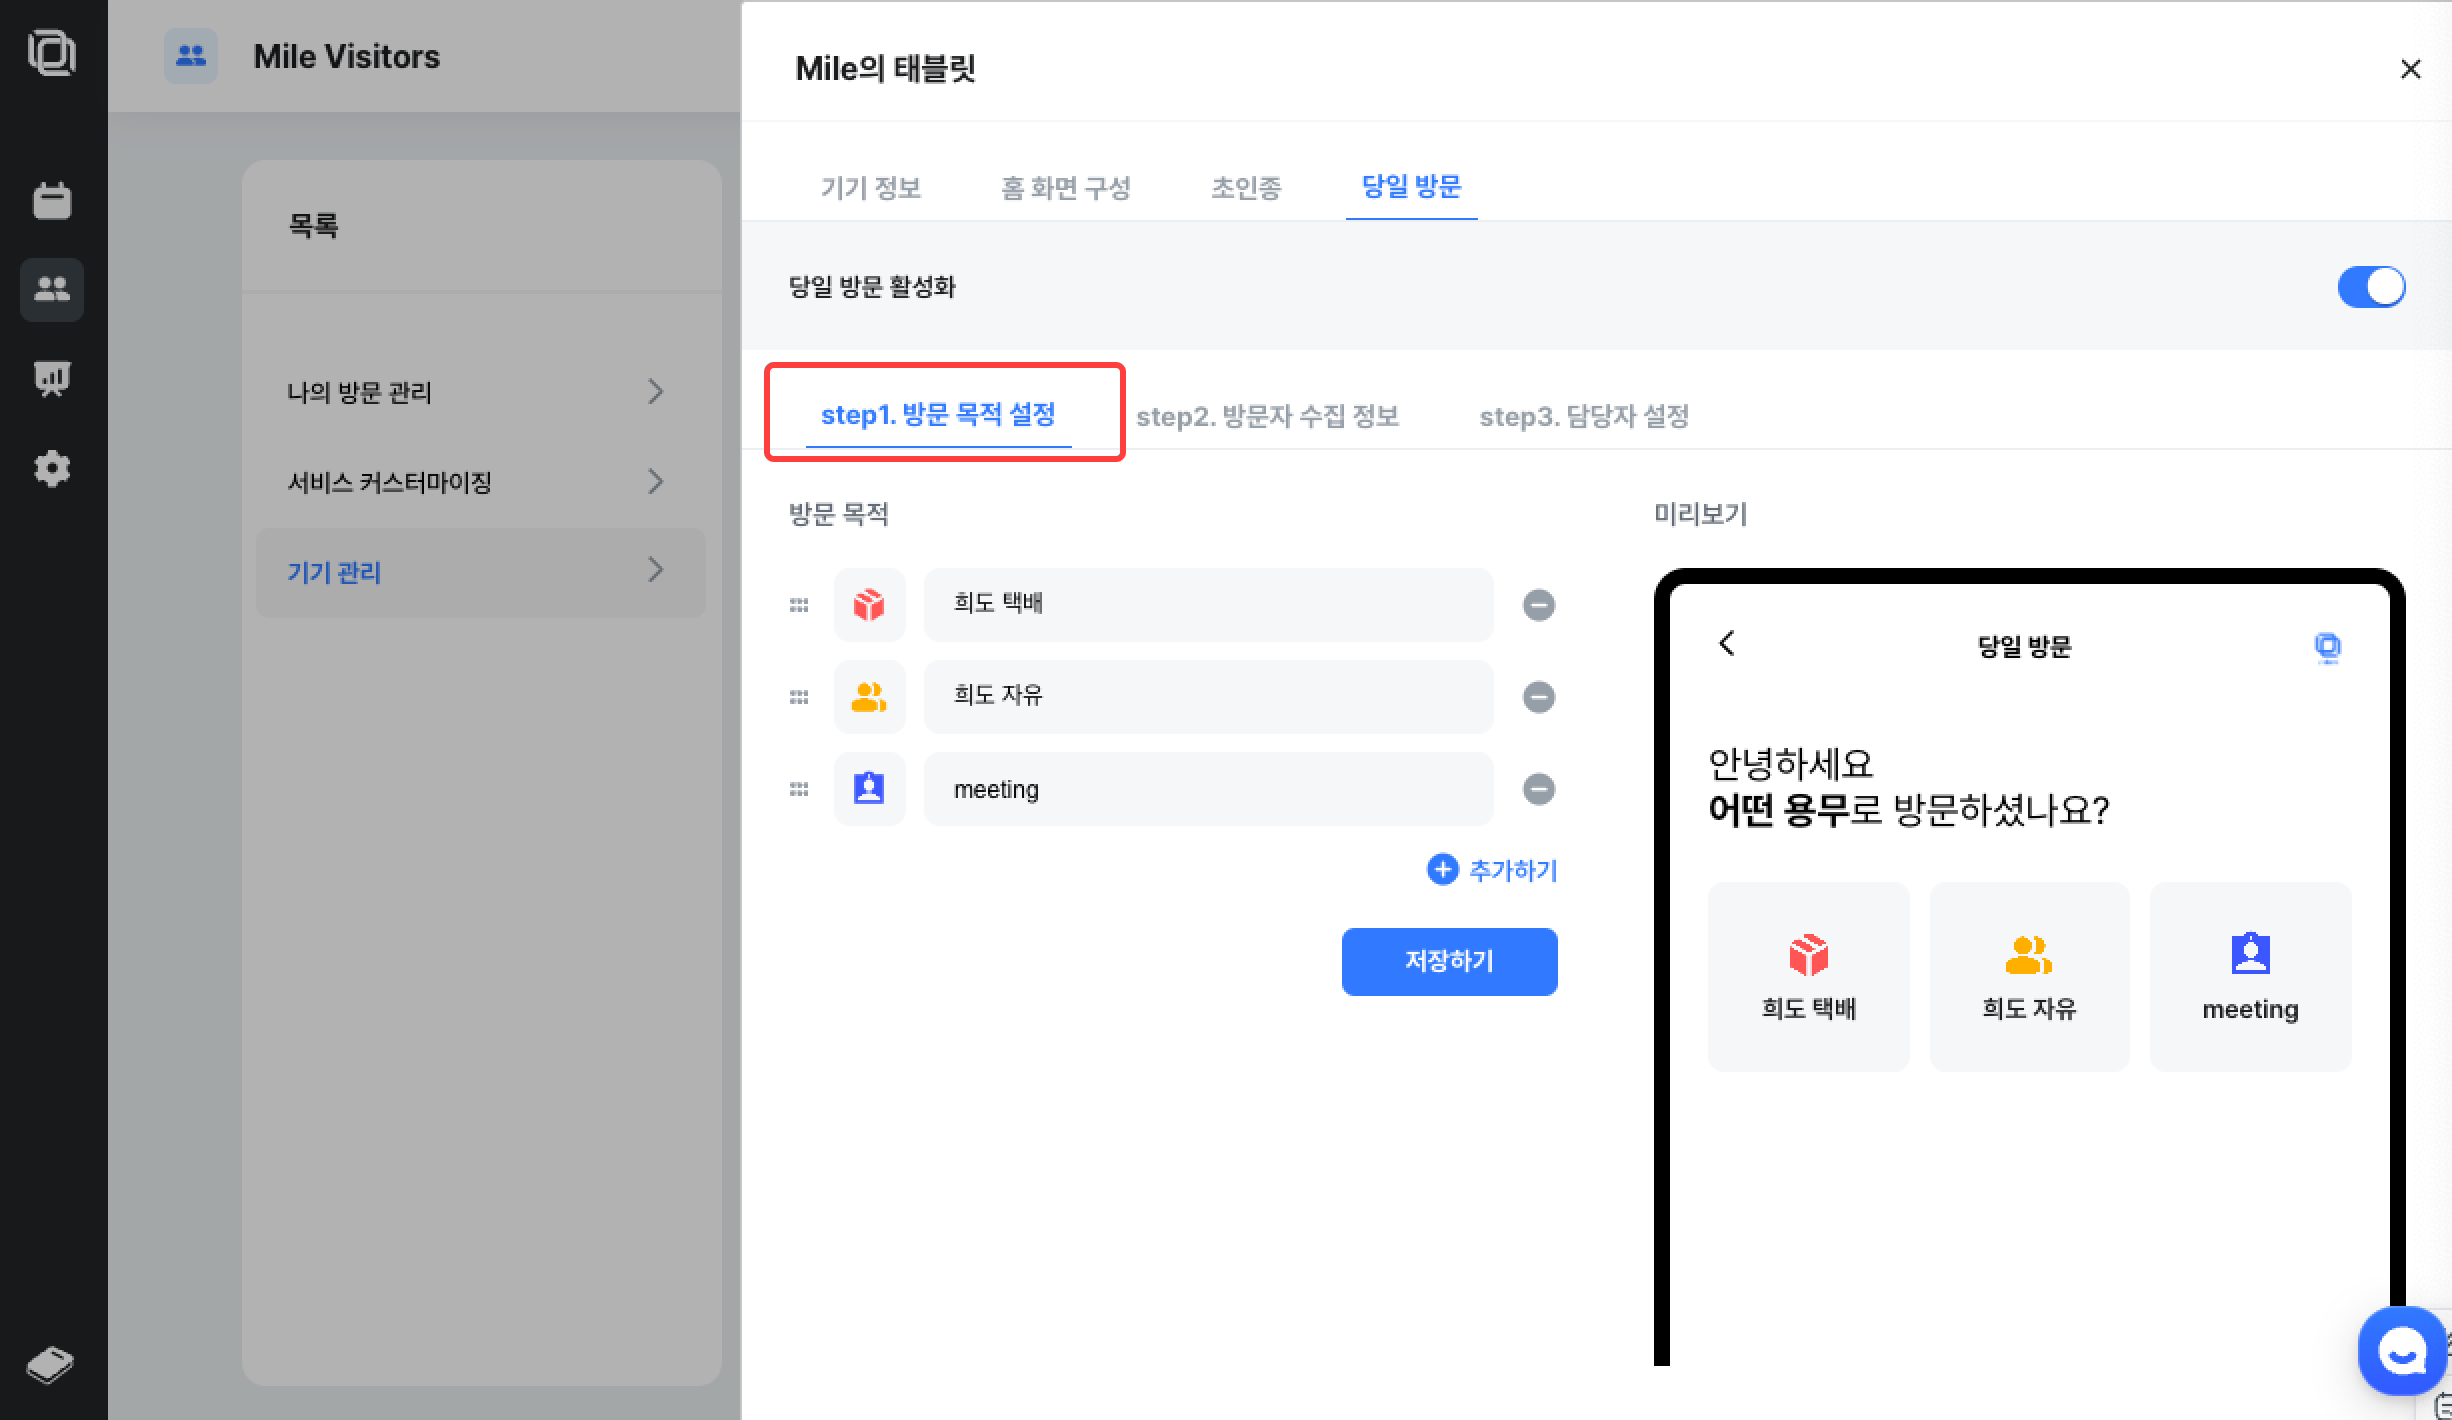 Mile Visitors
목록
나의 방문 관리
서비스 커스터마이징
기기 관리
Mile의 태블릿
기기 정보
홈 화면 구성
초인종
당일 방문
당일 방문 활성화
step1. 방문 목적 설정
step2. 방문자 수집 정보
step3. 담당자 설정
방문 목적
희도 택배
희도 자유
meeting
추가하기
저장하기
미리보기
당일 방문
안녕하세요
어떤 용무로 방문하셨나요?
희도 택배
희도 자유
meeting